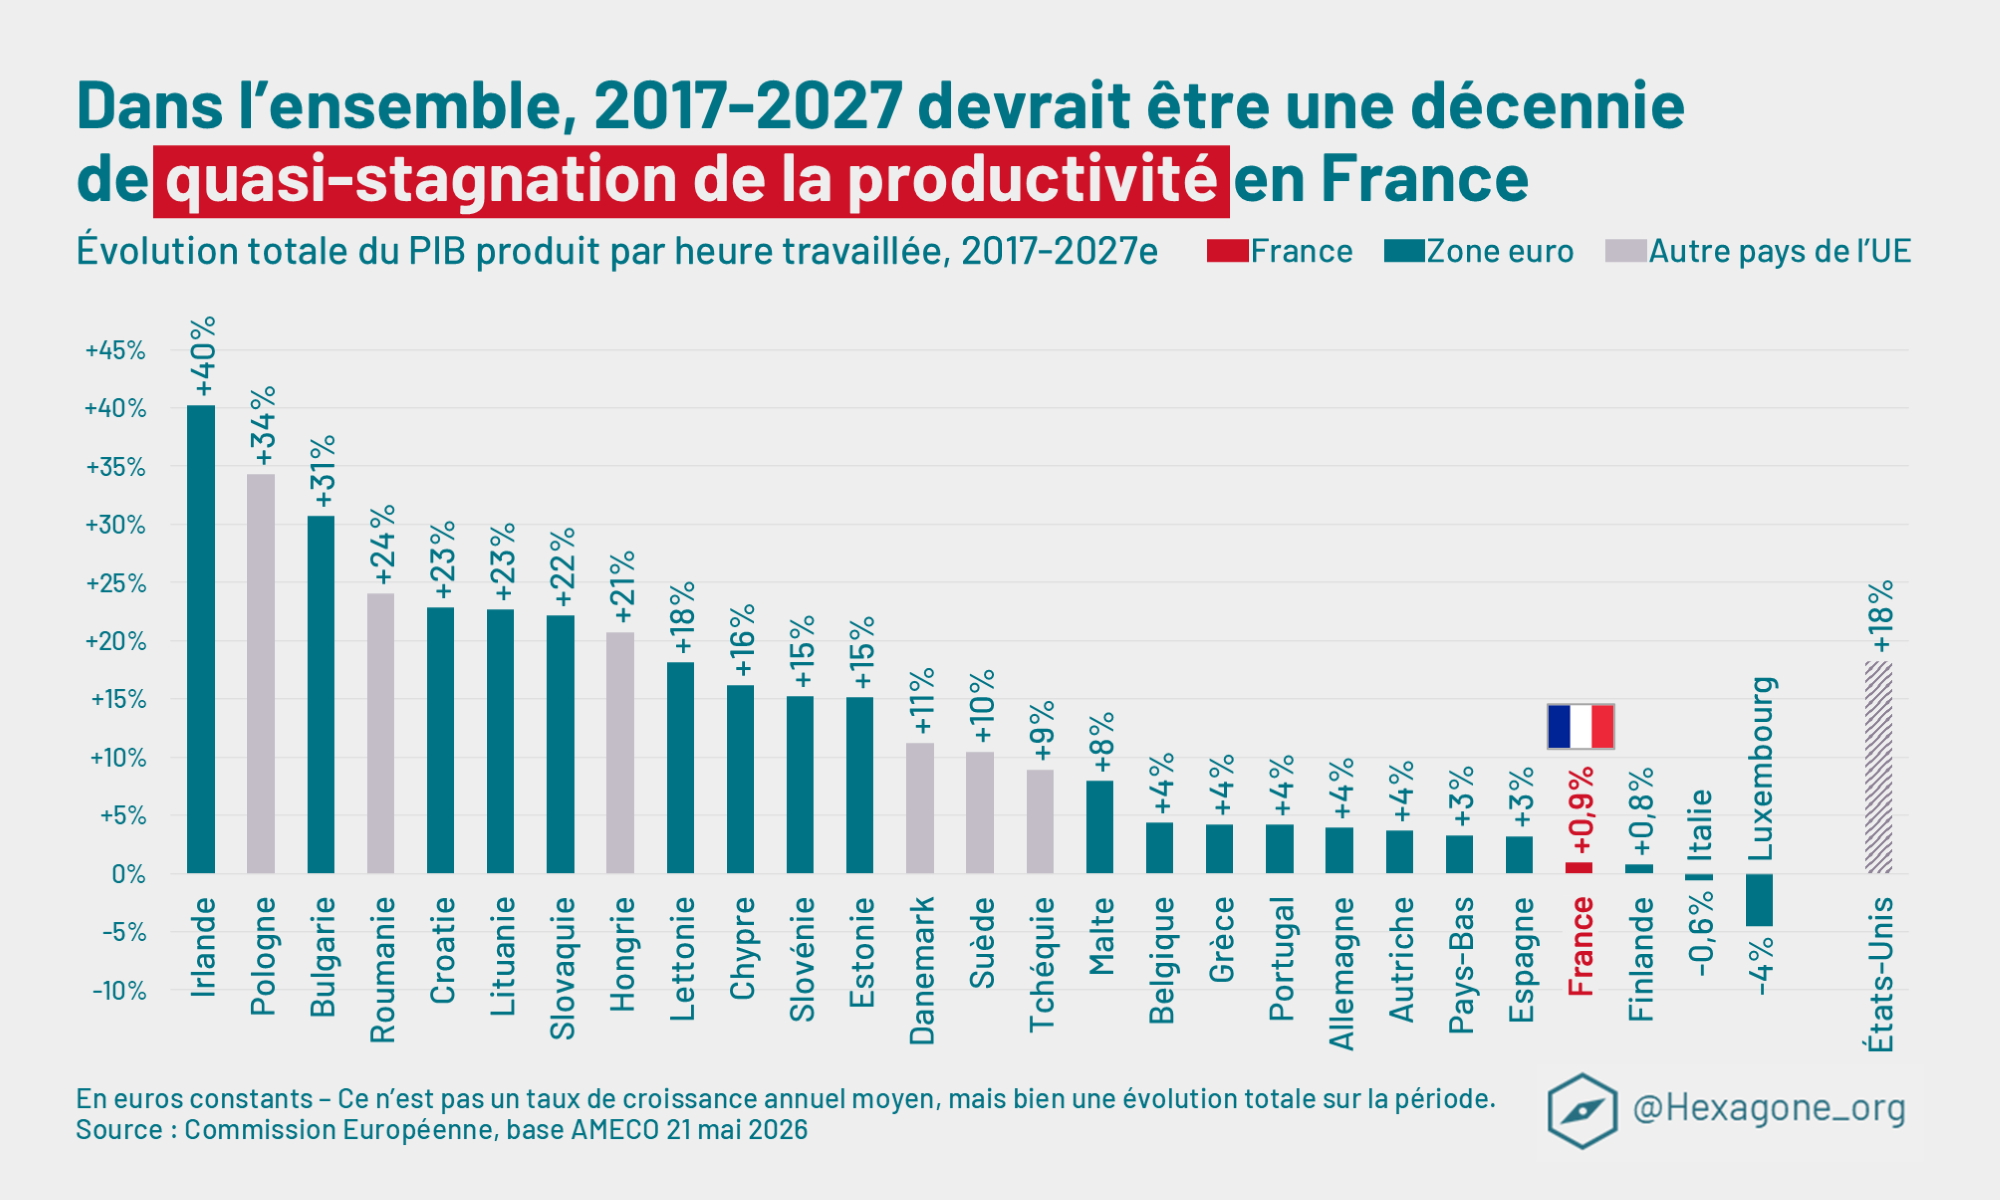 Dans l’ensemble, 2017-2027 devrait être une décennie
de quasi-stagnation de la productivité en France
Évolution totale du PIB produit par heure travaillée, 2017-2027e
France
Zone euro
Autre pays de l’UE
+45%
+40%
+35%
+30%
+25%
+20%
+15%
+10%
+5%
0%
-5%
-10%
+40%
+34%
+31%
+24%
+23%
+23%
+22%
+21%
+18%
+16%
+15%
+15%
+11%
+10%
+9%
+8%
+4%
+4%
+4%
+4%
+4%
+3%
+3%
+0,9%
+0,8%
-0,6%
-4%
+18%
Irlande
Pologne
Bulgarie
Roumanie
Croatie
Lituanie
Slovaquie
Hongrie
Lettonie
Chypre
Slovénie
Estonie
Danemark
Suède
Tchéquie
Malte
Belgique
Grèce
Portugal
Allemagne
Autriche
Pays-Bas
Espagne
France
Finlande
Italie
Luxembourg
États-Unis
En euros constants – Ce n’est pas un taux de croissance annuel moyen, mais bien une évolution totale sur la période.
Source : Commission Européenne, base AMECO 21 mai 2026
@Hexagone_org